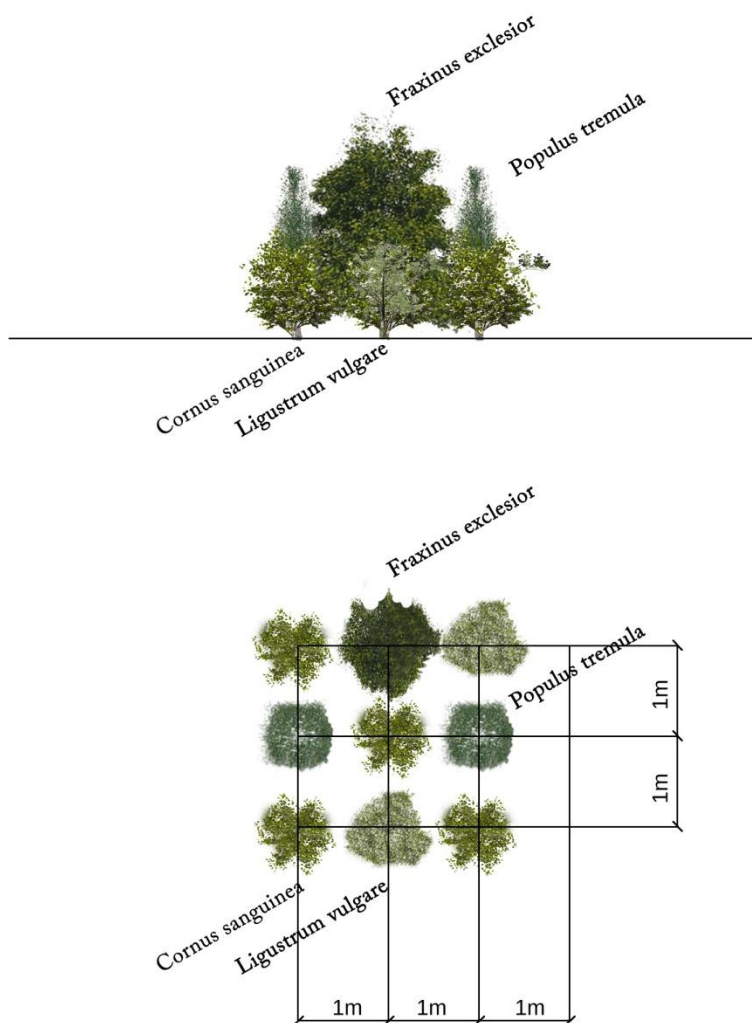 Fraxinus exclesior
Populus tremula
Cornus sanguinea
Ligustrum vulgare
Fraxinus exclesior
Populus tremula
1m
1m
Cornus sanguinea
Ligustrum vulgare
1m
1m
1m